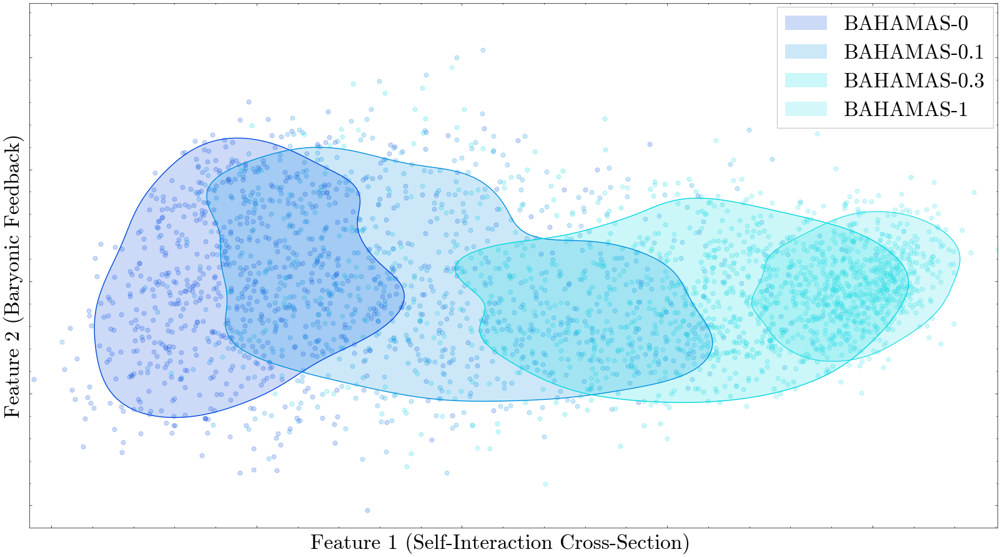 BAHAMAS-0
BAHAMAS-0.1
BAHAMAS-0.3
BAHAMAS-1
Feature 2 (Baryonic Feedback)
Feature 1 (Self-Interaction Cross-Section)